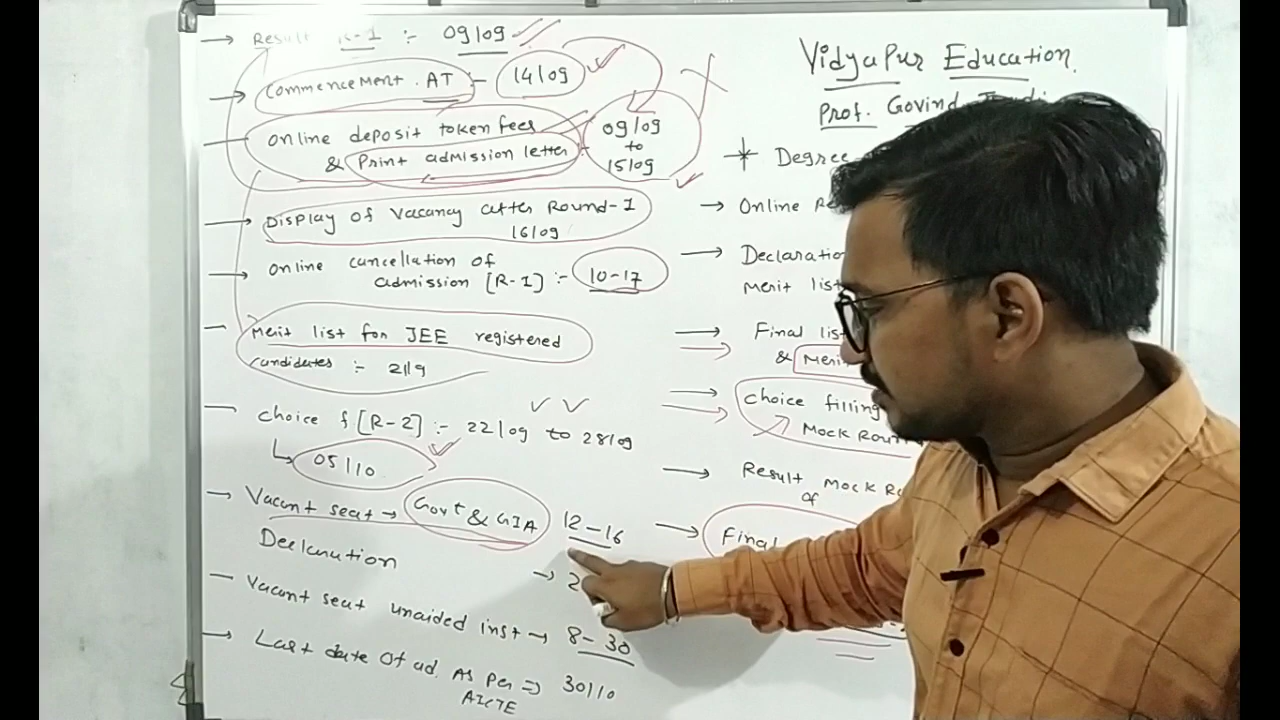 → Result :- 09/09
→ Commencement . AT :- 14/09
→ Online deposit token fees
& Print admission letter :- 09/09
to
15/09
→ Display of vacancy after Round-1
16/09
→ Online cancellation of
admission [R-1] :- 10-17
→ Merit list for JEE registered
candidates :- 21/9
choice f [R-2] :- 22/09 to 28/09
↳ 05/10
→ Vacant seat → Govt & GIA 12-16
Declaration → 2
Vacant seat unaided inst → 8-30
→ Last date of ad. As per ⇒ 30/10
AICTE
Vidyapur Education.
Prof. Govind
* Degree
→ Online
→ Declaration
merit list
→ Final list
& Merit
→ choice filling
Mock Round
→ Result Mock
of
→ Final